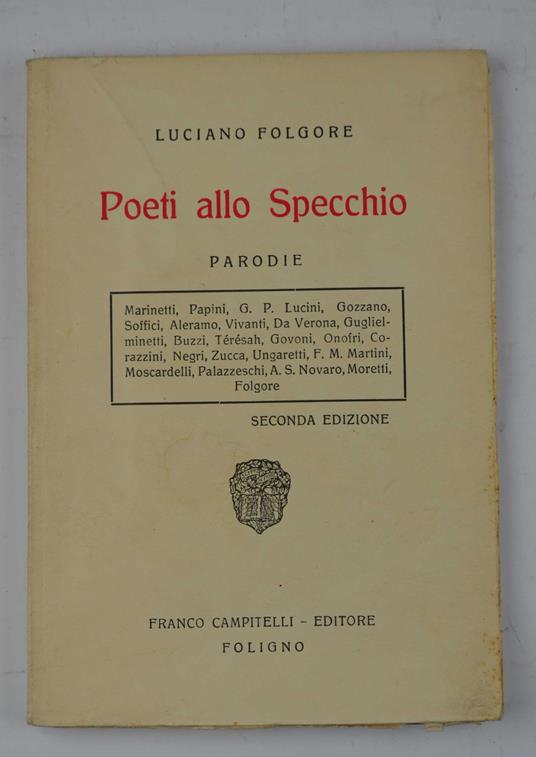 LUCIANO FOLGORE
Poeti allo Specchio
PARODIE
Marinetti, Papini, G. P. Lucini, Gozzano,
Soffici, Aleramo, Vivanti, Da Verona, Gugliel-
minetti, Buzzi, Térésah, Govoni, Onofri, Co-
razzini, Negri, Zucca, Ungaretti, F. M. Martini,
Moscardelli, Palazzeschi, A. S. Novaro, Moretti,
Folgore
SECONDA EDIZIONE
FRANCO CAMPITELLI - EDITORE
FOLIGNO